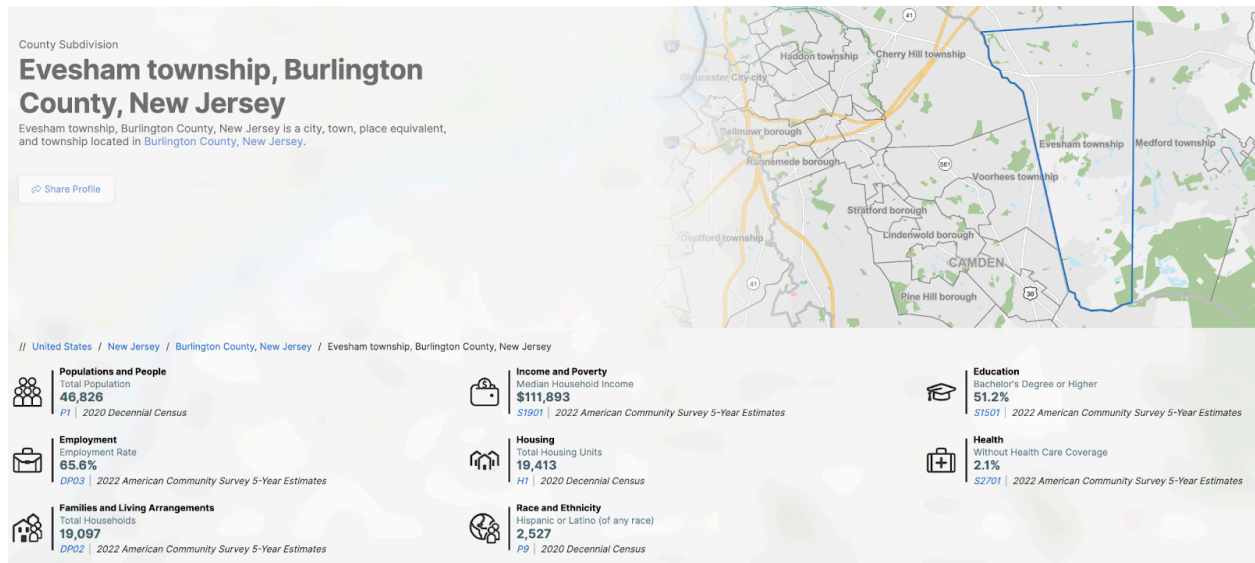 County Subdivision
Evesham township, Burlington
County, New Jersey
Evesham township, Burlington County, New Jersey is a city, town, place equivalent,
and township located in Burlington County, New Jersey.
Share Profile
41
Haddon township
Cherry Hill township
Gloucester City city
Bellmawr borough
Runnemede borough
Evesham township
Medford township
561
Voorhees township
Stratford borough
Deptford township
Lindenwold borough
CAMDEN
41
Pine Hill borough
30
// United States / New Jersey / Burlington County, New Jersey / Evesham township, Burlington County, New Jersey
Populations and People
Total Population
46,826
P1 | 2020 Decennial Census
Income and Poverty
Median Household Income
$111,893
S1901 | 2022 American Community Survey 5-Year Estimates
Education
Bachelor's Degree or Higher
51.2%
S1501 | 2022 American Community Survey 5-Year Estimates
Employment
Employment Rate
65.6%
DP03 | 2022 American Community Survey 5-Year Estimates
Housing
Total Housing Units
19,413
H1 | 2020 Decennial Census
Health
Without Health Care Coverage
2.1%
S2701 | 2022 American Community Survey 5-Year Estimates
Families and Living Arrangements
Total Households
19,097
DP02 | 2022 American Community Survey 5-Year Estimates
Race and Ethnicity
Hispanic or Latino (of any race)
2,527
P9 | 2020 Decennial Census